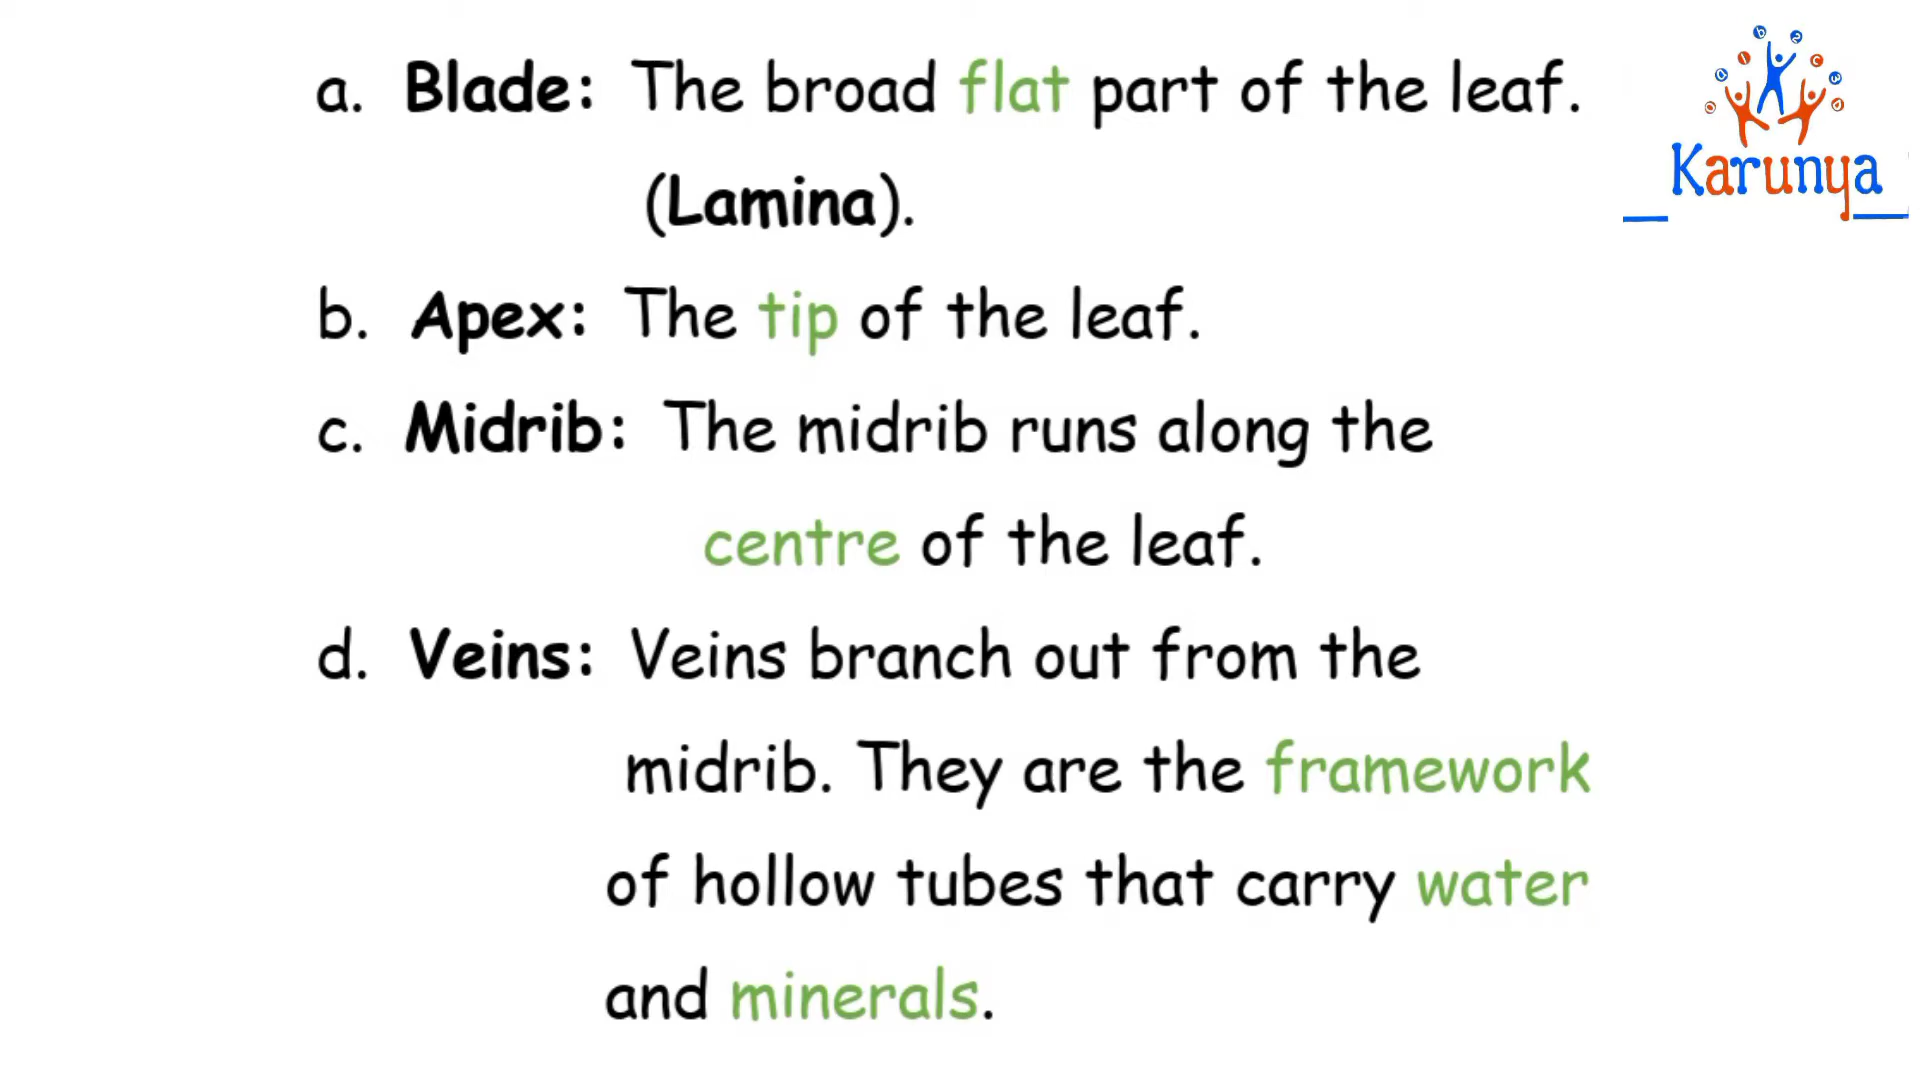 a. Blade: The broad flat part of the leaf.
(Lamina).
b. Apex: The tip of the leaf.
c. Midrib: The midrib runs along the
centre of the leaf.
d. Veins: Veins branch out from the
midrib. They are the framework
of hollow tubes that carry water
and minerals.
Karunya